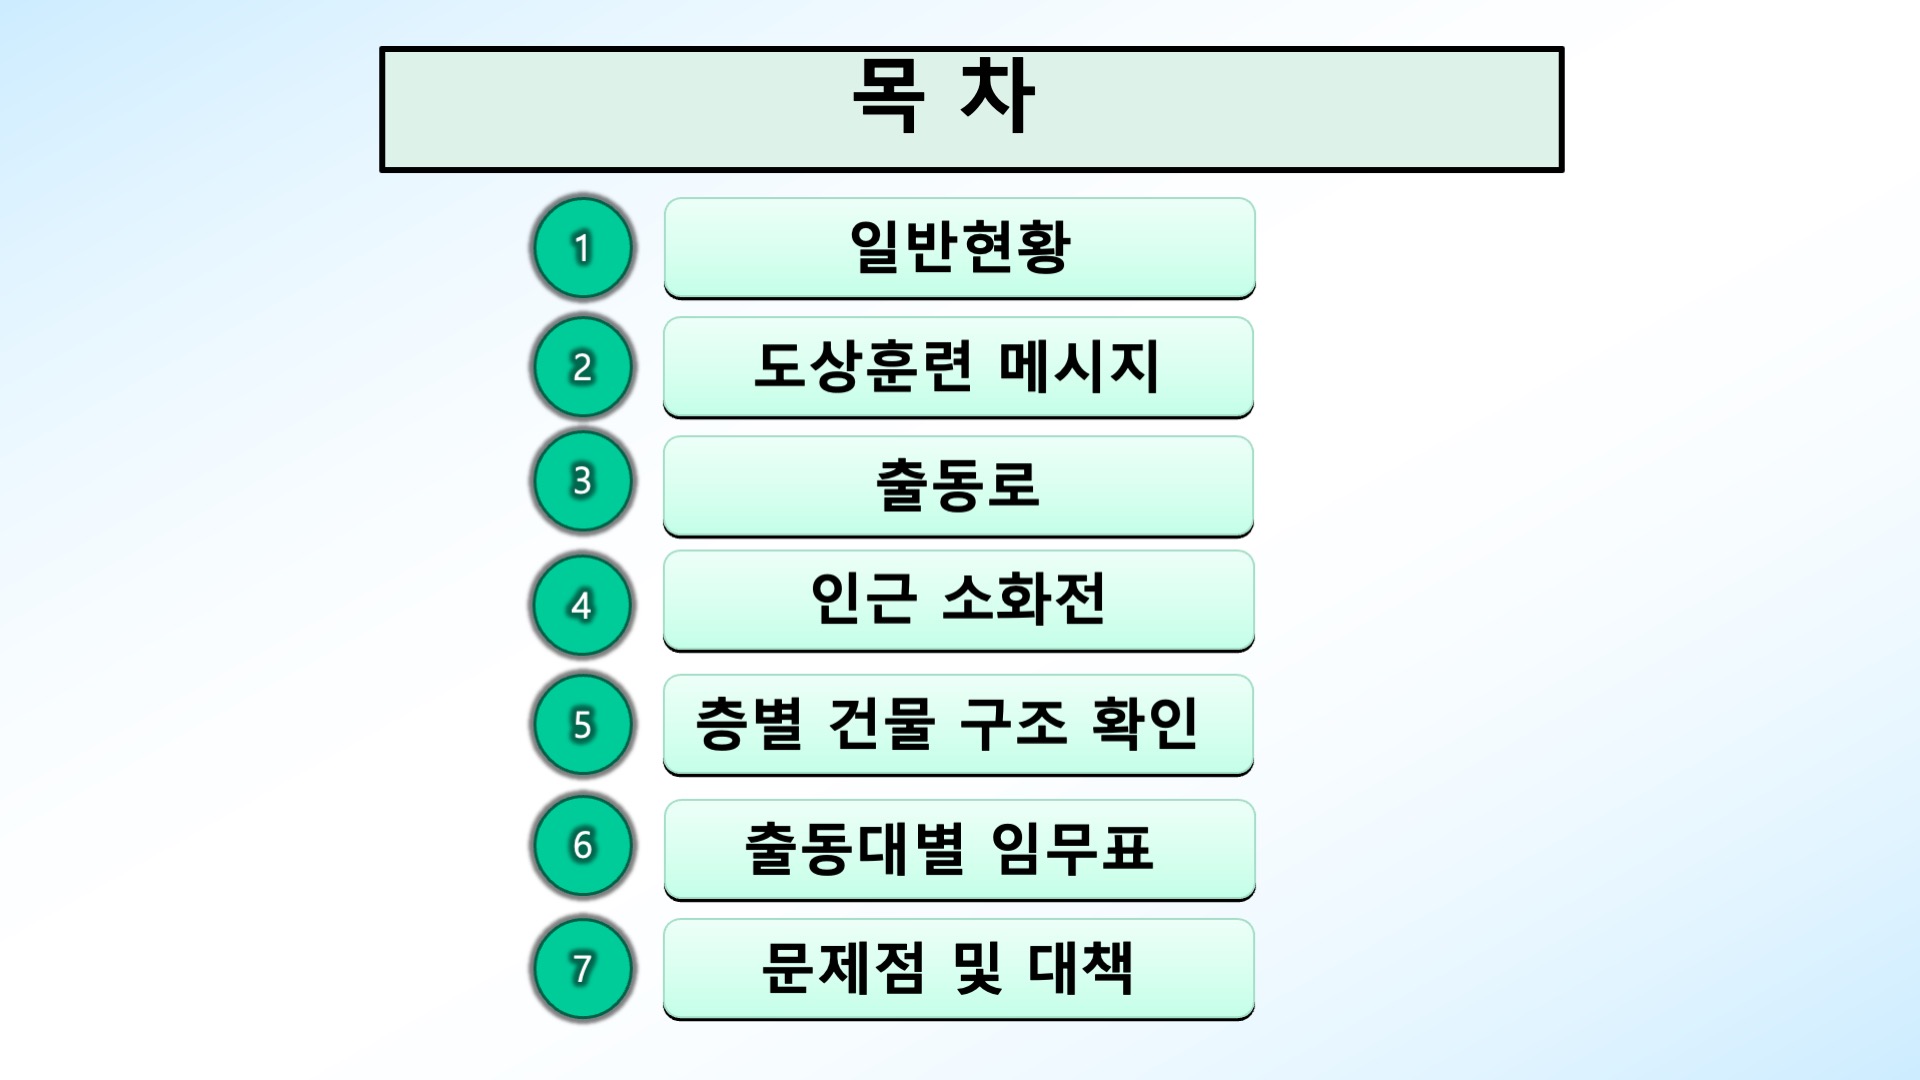 목 차
1 일반현황
2 도상훈련 메시지
3 출동로
4 인근 소화전
5 층별 건물 구조 확인
6 출동대별 임무표
7 문제점 및 대책